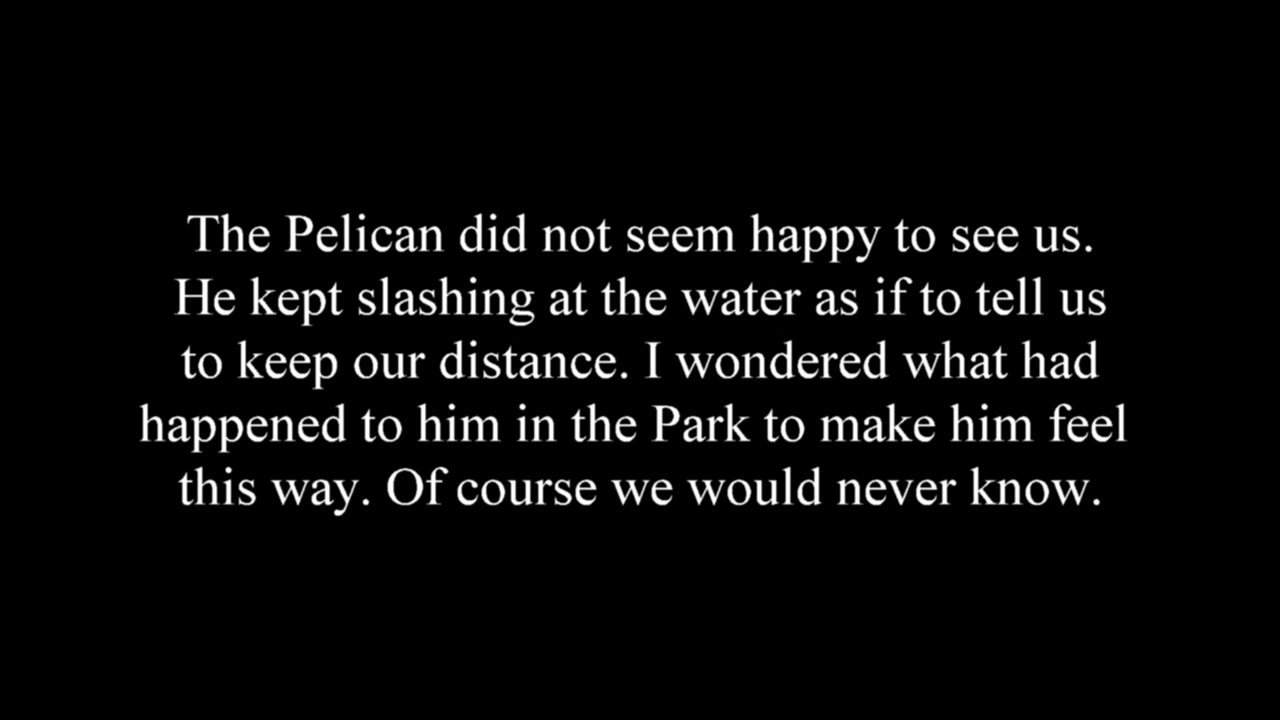 The Pelican did not seem happy to see us.
He kept slashing at the water as if to tell us
to keep our distance. I wondered what had
happened to him in the Park to make him feel
this way. Of course we would never know.